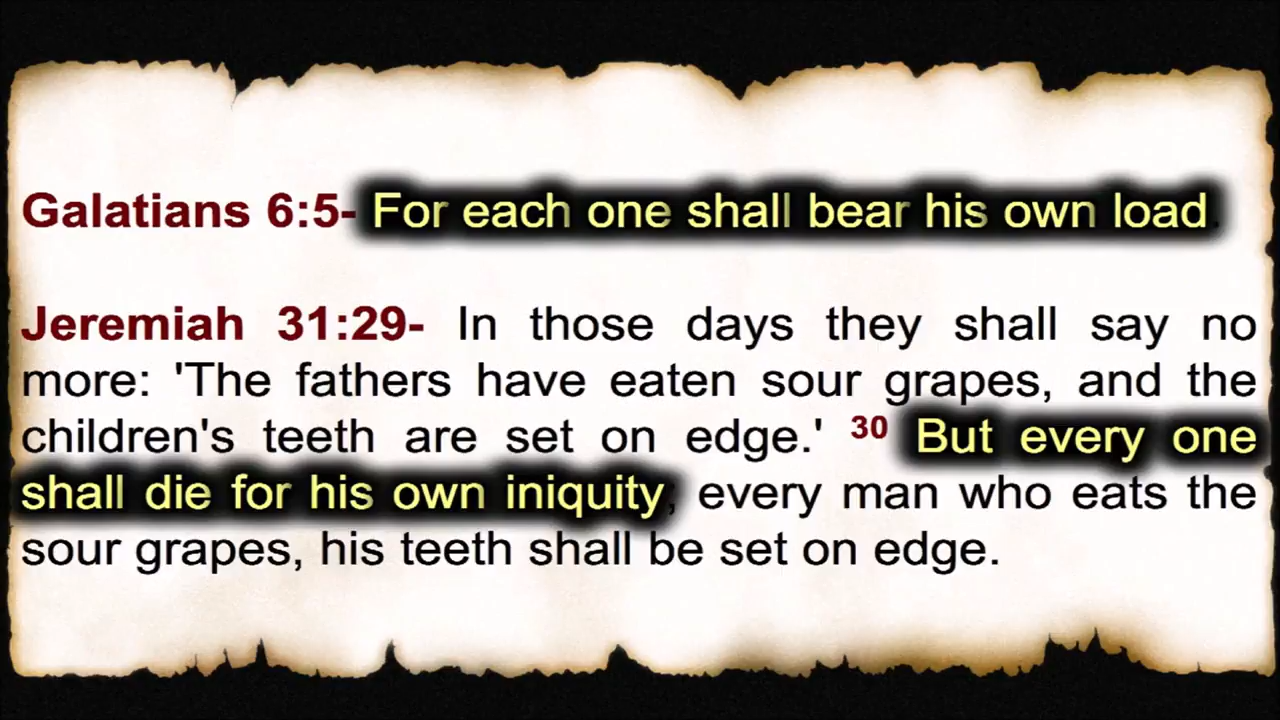 Galatians 6:5- For each one shall bear his own load.
Jeremiah 31:29- In those days they shall say no
more: 'The fathers have eaten sour grapes, and the
children's teeth are set on edge.' 30 But every one
shall die for his own iniquity; every man who eats the
sour grapes, his teeth shall be set on edge.